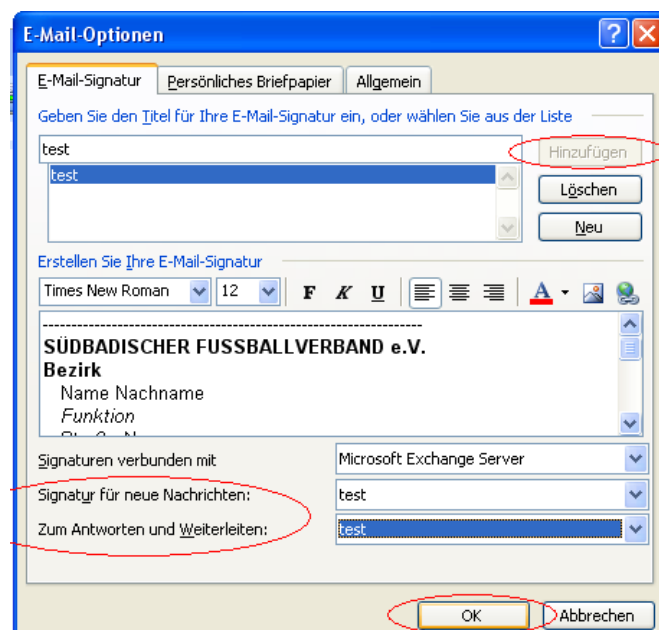 E-Mail-Optionen
E-Mail-Signatur Persönliches Briefpapier Allgemein
Geben Sie den Titel für Ihre E-Mail-Signatur ein, oder wählen Sie aus der Liste
test Hinzufügen
test
Löschen
Neu
Erstellen Sie Ihre E-Mail-Signatur
Times New Roman 12 F K U A
--------------------------------------------------------------------
SÜDBADISCHER FUSSBALLVERBAND e.V.
Bezirk
Name Nachname
Funktion
Signaturen verbunden mit Microsoft Exchange Server
Signatur für neue Nachrichten: test
Zum Antworten und Weiterleiten: test
OK Abbrechen